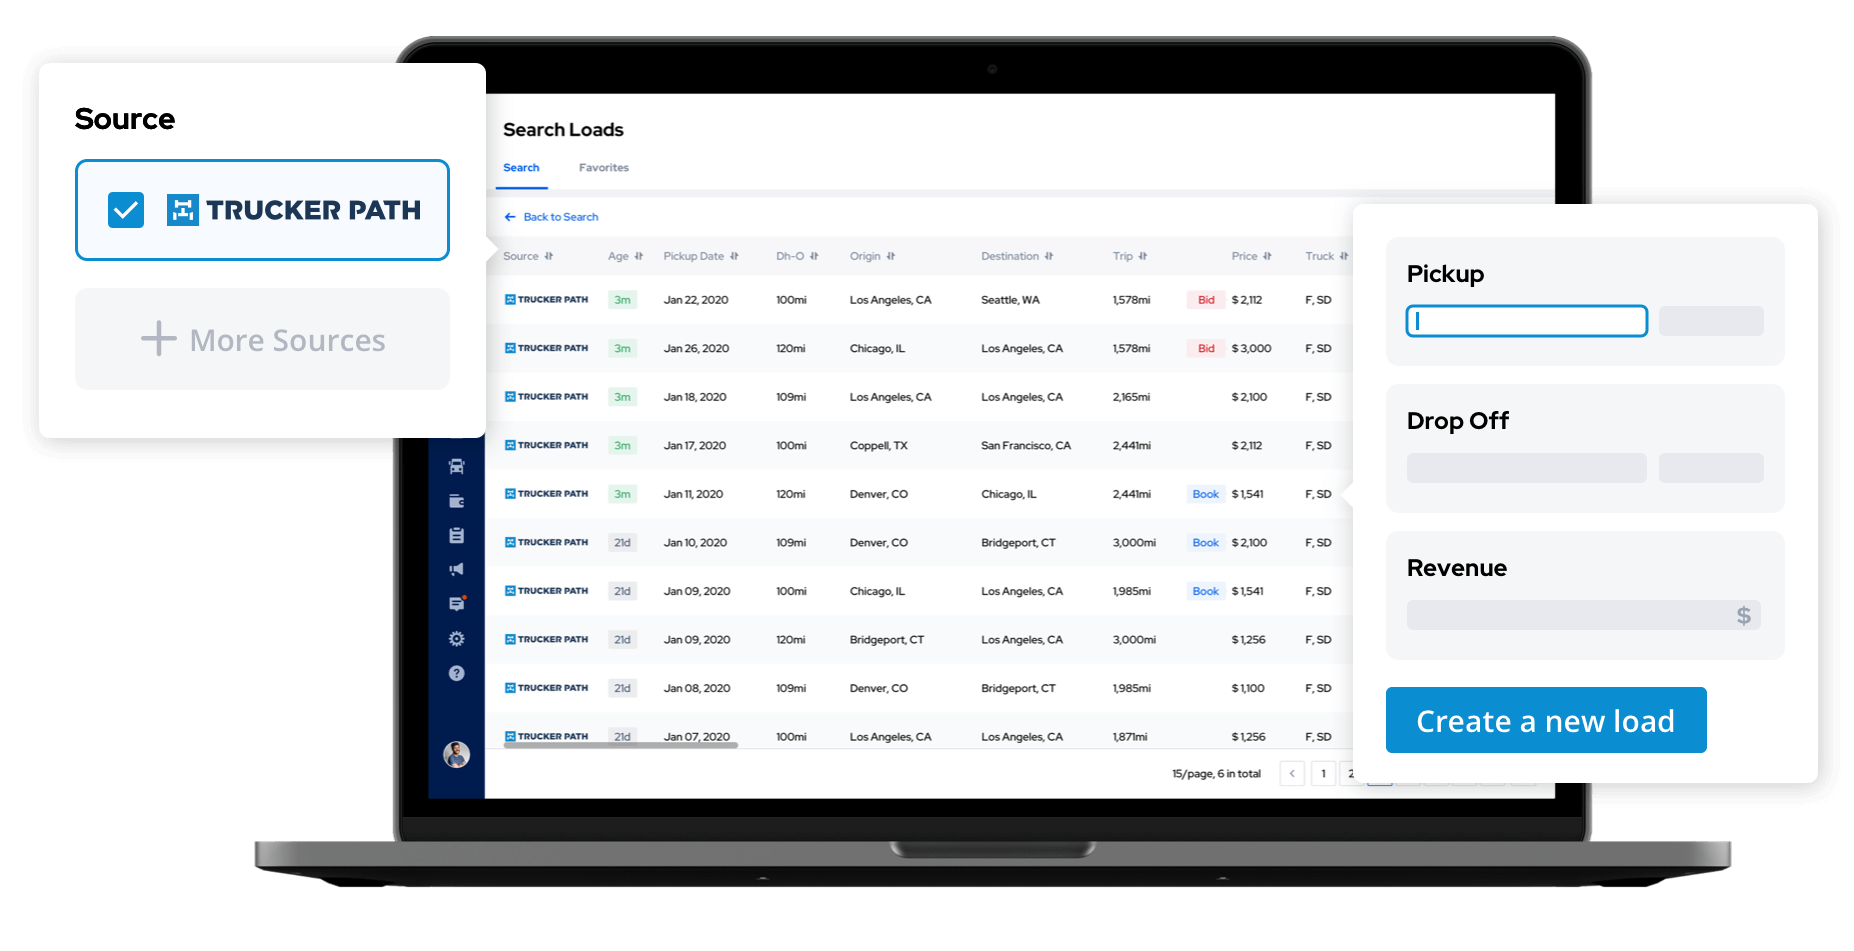 Source
TRUCKER PATH
More Sources
Search Loads
Search Favorites
Back to Search
Source Age Pickup Date Dh-O Origin Destination Trip Price Truck
TRUCKER PATH 3m Jan 22, 2020 100mi Los Angeles, CA Seattle, WA 1,578mi Bid $ 2,112 F, SD
TRUCKER PATH 3m Jan 26, 2020 120mi Chicago, IL Los Angeles, CA 1,578mi Bid $ 3,000 F, SD
TRUCKER PATH 3m Jan 18, 2020 109mi Los Angeles, CA Los Angeles, CA 2,165mi $ 2,100 F, SD
TRUCKER PATH 3m Jan 17, 2020 100mi Coppell, TX San Francisco, CA 2,441mi $ 2,112 F, SD
TRUCKER PATH 3m Jan 11, 2020 120mi Denver, CO Chicago, IL 2,441mi Book $ 1,541 F, SD
TRUCKER PATH 21d Jan 10, 2020 109mi Denver, CO Bridgeport, CT 3,000mi Book $ 2,100 F, SD
TRUCKER PATH 21d Jan 09, 2020 100mi Chicago, IL Los Angeles, CA 1,985mi Book $ 1,541 F, SD
TRUCKER PATH 21d Jan 09, 2020 120mi Bridgeport, CT Los Angeles, CA 3,000mi $ 1,256 F, SD
TRUCKER PATH 21d Jan 08, 2020 109mi Denver, CO Bridgeport, CT 1,985mi $ 1,100 F, SD
TRUCKER PATH 21d Jan 07, 2020 100mi Los Angeles, CA Los Angeles, CA 1,871mi $ 1,256 F, SD
15/page, 6 in total < 1 2
Pickup
Drop Off
Revenue
$
Create a new load